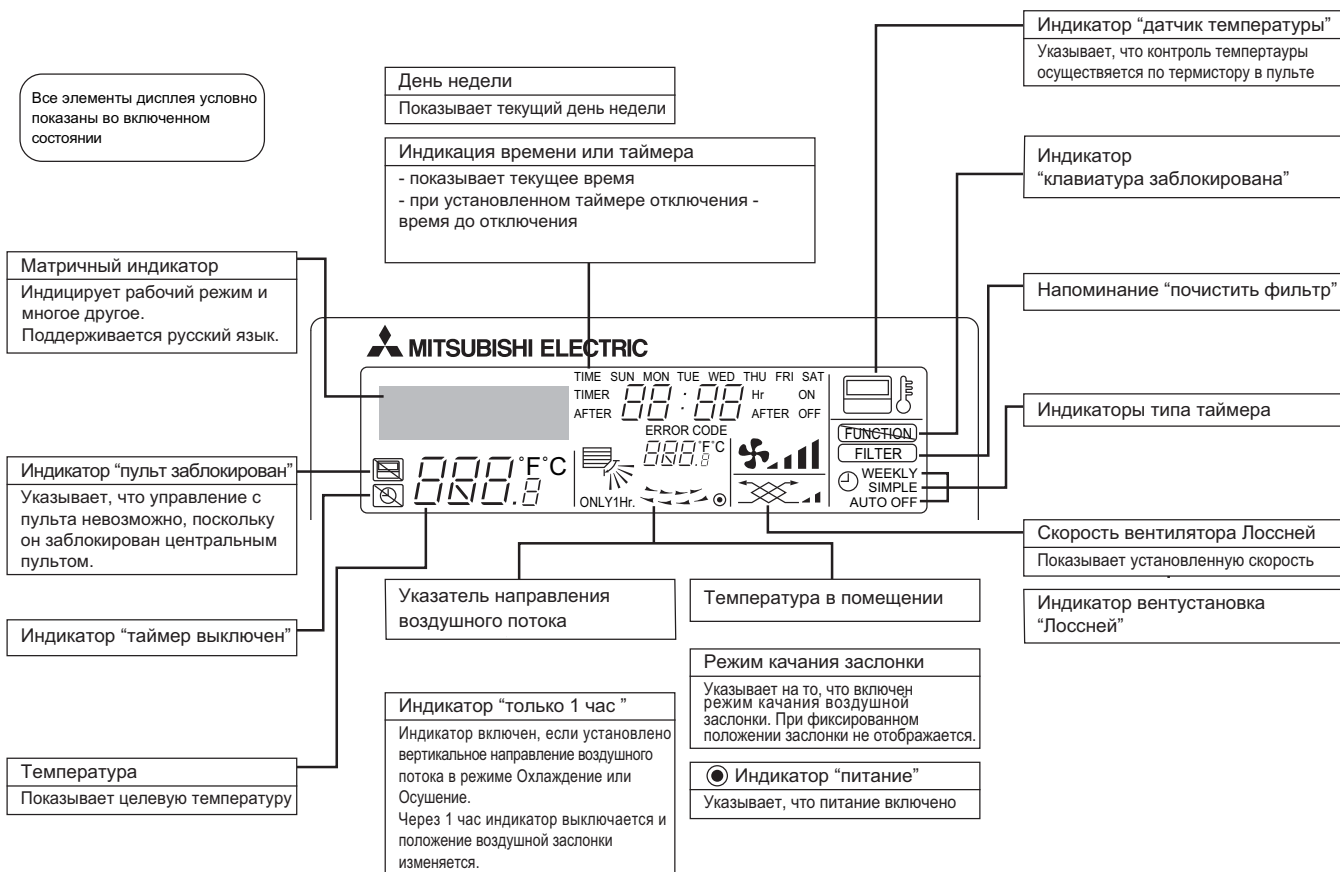 Все элементы дисплея условно
показаны во включенном
состоянии
День недели
Показывает текущий день недели
Индикация времени или таймера
- показывает текущее время
- при установленном таймере отключения -
время до отключения
Индикатор “датчик температуры”
Указывает, что контроль темпертауры
осуществяется по термистору в пульте
Индикатор
“клавиатура заблокирована”
Напоминание “почистить фильтр”
Индикаторы типа таймера
Скорость вентилятора Лоссней
Показывает установленную скорость
Индикатор вентустановка
“Лоссней”
Матричный индикатор
Индицирует рабочий режим и
многое другое.
Поддерживается русский язык.
Индикатор “пульт заблокирован”
Указывает, что управление с
пульта невозможно, поскольку
он заблокирован центральным
пультом.
Индикатор “таймер выключен”
Температура
Показывает целевую температуру
MITSUBISHI ELECTRIC
TIME SUN MON TUE WED THU FRI SAT
TIMER 88:88 Hr ON
AFTER AFTER OFF
ERROR CODE
888.8 °F°C
888.8 °F°C
ONLY1Hr.
FUNCTION
FILTER
WEEKLY
SIMPLE
AUTO OFF
Указатель направления
воздушного потока
Температура в помещении
Индикатор “только 1 час ”
Индикатор включен, если установлено
вертикальное направление воздушного
потока в режиме Охлаждение или
Осушение.
Через 1 час индикатор выключается и
положение воздушной заслонки
изменяется.
Режим качания заслонки
Указывает на то, что включен
режим качания воздушной
заслонки. При фиксированном
положении заслонки не отображается.
Индикатор “питание”
Указывает, что питание включено